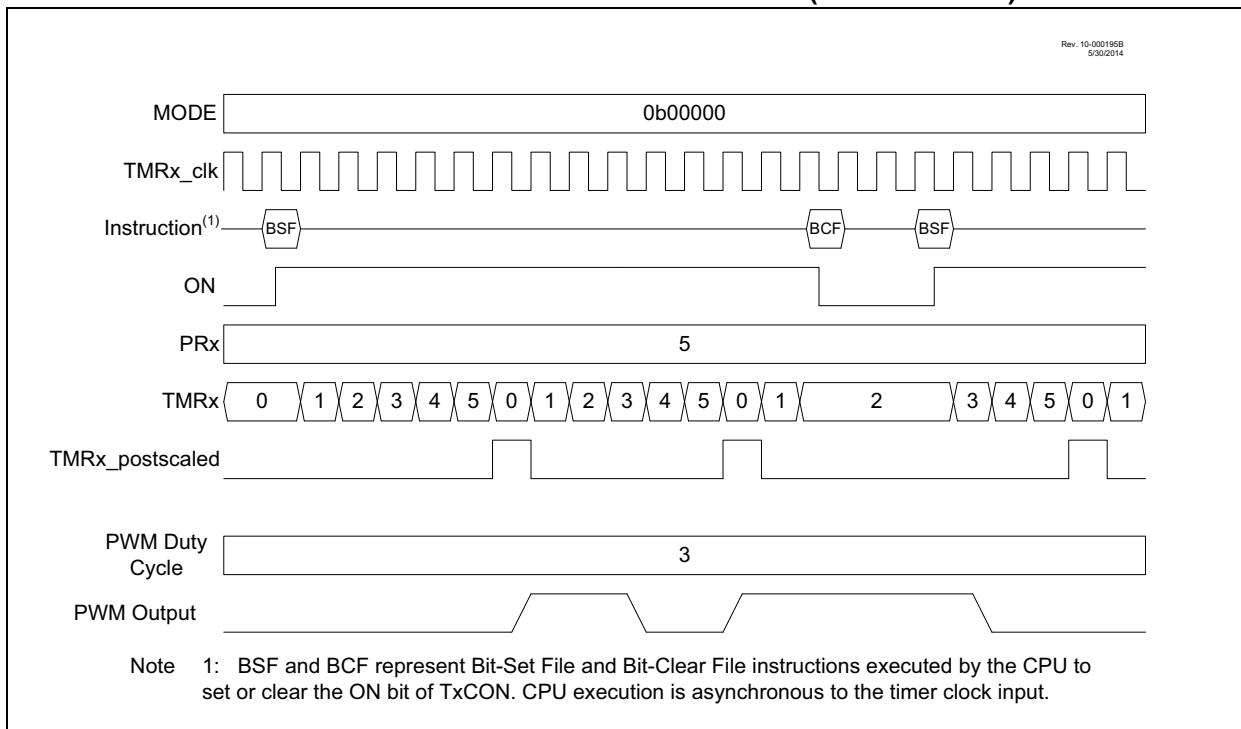 Rev. 10-000195B
5/30/2014
MODE 0b00000
TMRx_clk
Instruction(1) BSF BCF BSF
ON
PRx 5
TMRx 0 1 2 3 4 5 0 1 2 3 4 5 0 1 2 3 4 5 0 1
TMRx_postscaled
PWM Duty
Cycle
3
PWM Output
Note 1: BSF and BCF represent Bit-Set File and Bit-Clear File instructions executed by the CPU to
set or clear the ON bit of TxCON. CPU execution is asynchronous to the timer clock input.